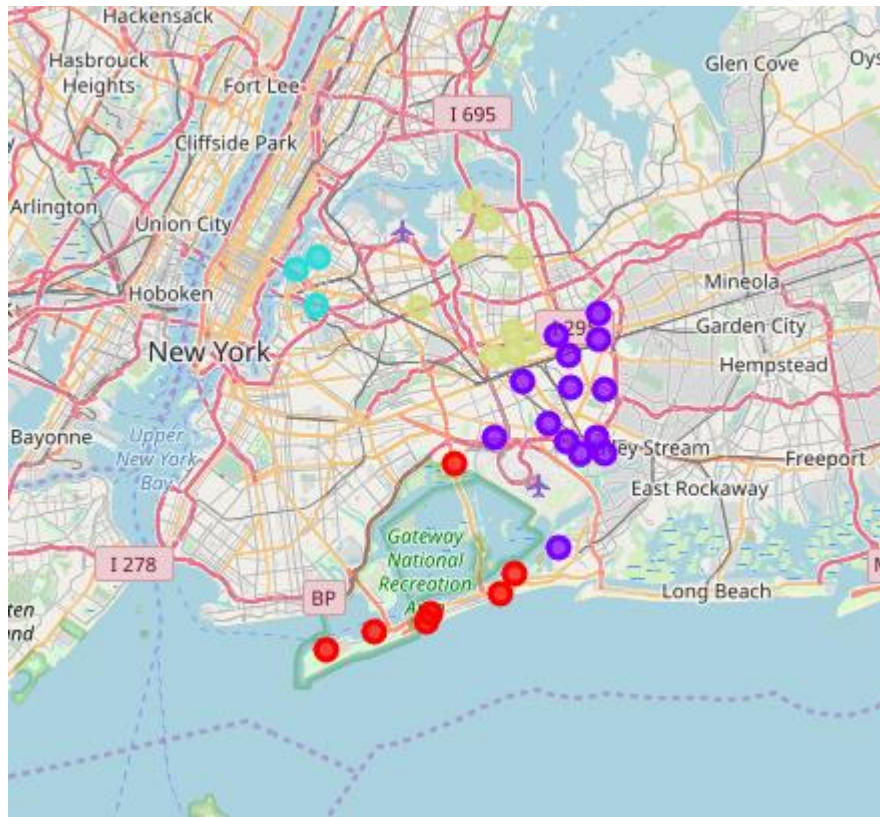 Hackensack
Hasbrouck
Heights
Fort Lee
Glen Cove
Oys
I 695
Cliffside Park
Arlington
Union City
Hoboken
Mineola
New York
Garden City
Hempstead
Bayonne
Upper
New York
Bay
ley Stream
Freeport
East Rockaway
Gateway
National
Recreation
I 278
BP
Long Beach